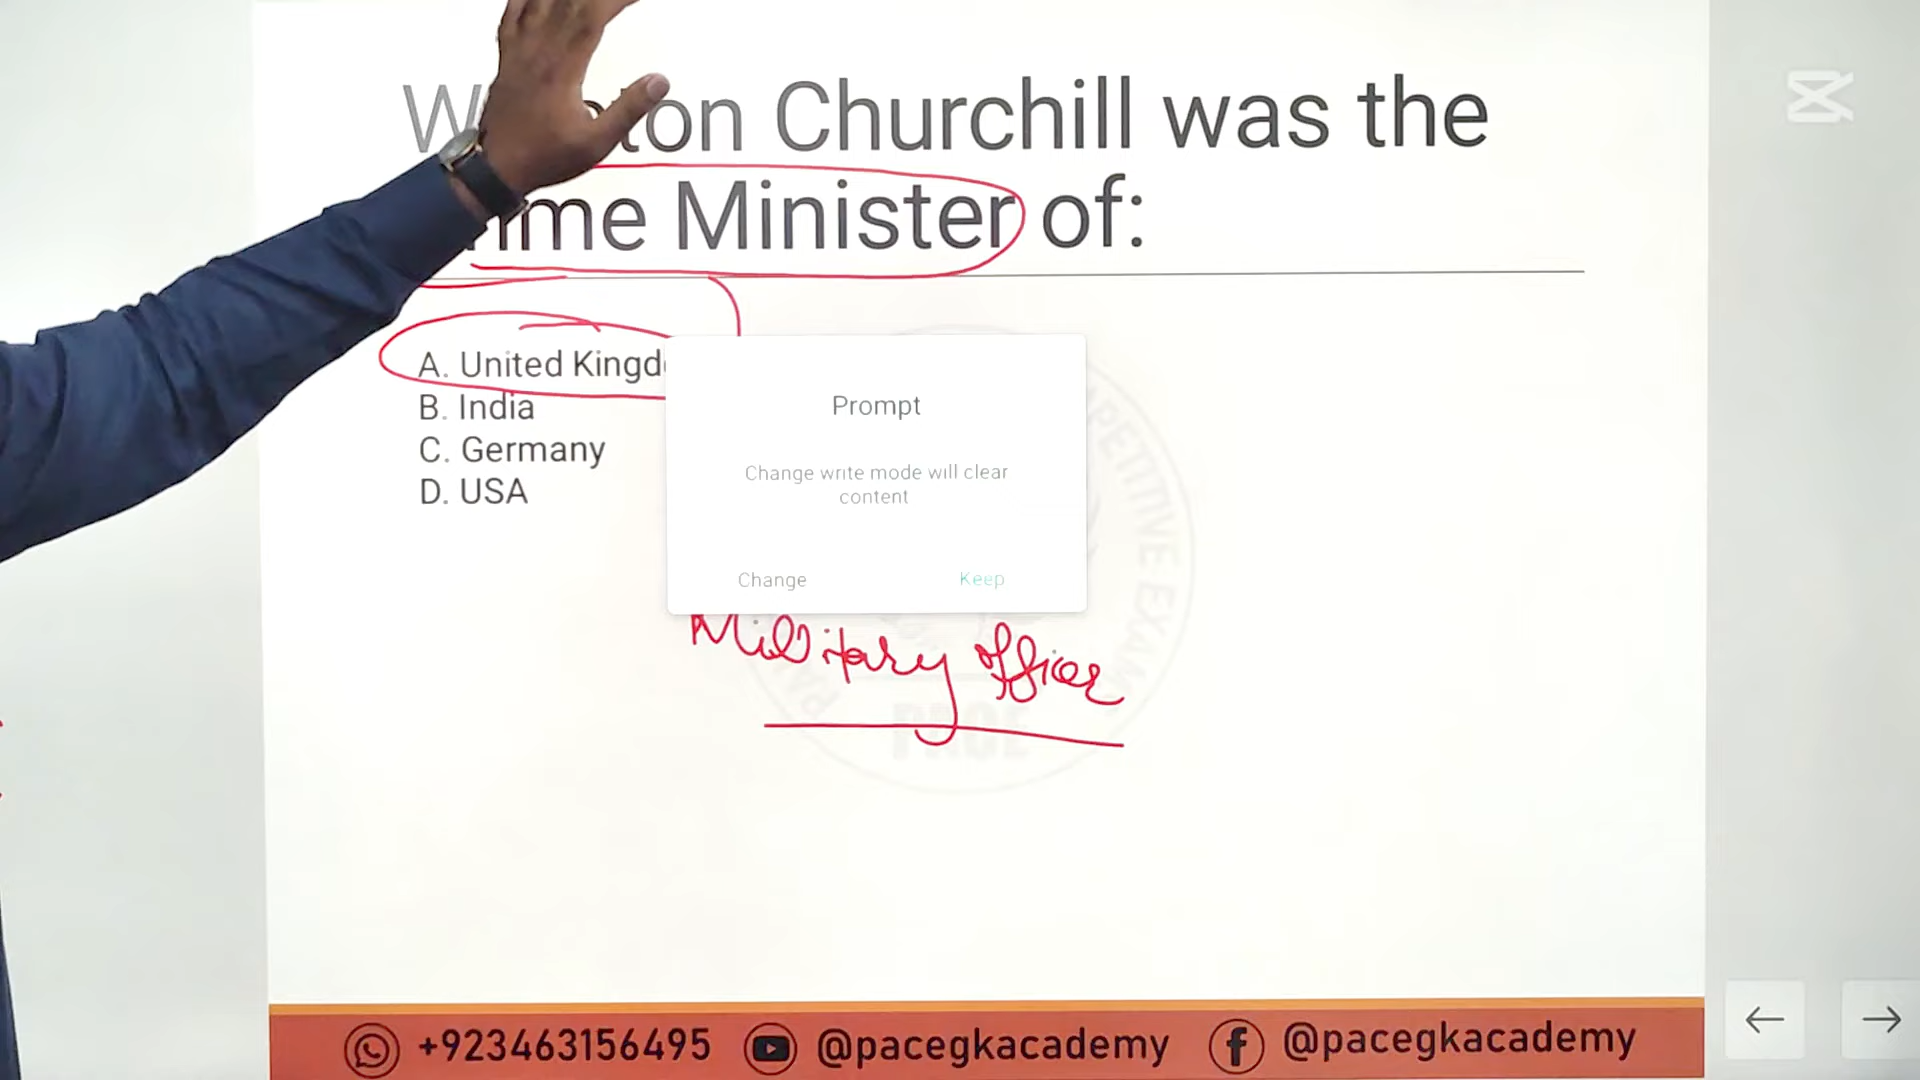 Churchill was the
Minister of:
A. United Kingd
B. India
C. Germany
D. USA
Prompt
Change write mode will clear
content
Change Keep
Military Officer
PACE
+923463156495 @pacegkacademy @pacegkacademy